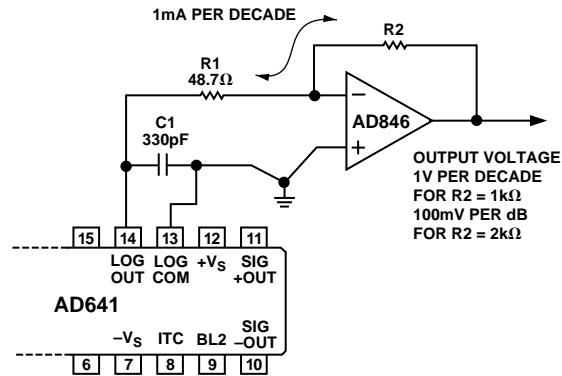 1mA PER DECADE
R2
R1
48.7Ω
C1
330pF
AD846
OUTPUT VOLTAGE
1V PER DECADE
FOR R2 = 1kΩ
100mV PER dB
FOR R2 = 2kΩ
15 14 13 12 11
LOG OUT
LOG COM
+VS
SIG +OUT
AD641
–VS
ITC
BL2
SIG –OUT
6 7 8 9 10